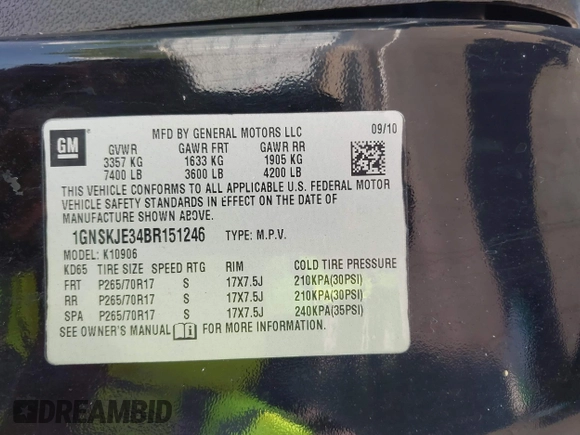 GM
MFD BY GENERAL MOTORS LLC 09/10
GVWR GAWR FRT GAWR RR
3357 KG 1633 KG 1905 KG
7400 LB 3600 LB 4200 LB
THIS VEHICLE CONFORMS TO ALL APPLICABLE U.S. FEDERAL MOTOR
VEHICLE SAFETY STANDARDS IN EFFECT ON THE DATE OF
MANUFACTURE SHOWN ABOVE.
1GNSKJE34BR151246 TYPE: M.P.V.
MODEL: K10906
KD65 TIRE SIZE SPEED RTG RIM COLD TIRE PRESSURE
FRT P265/70R17 S 17X7.5J 210KPA(30PSI)
RR P265/70R17 S 17X7.5J 210KPA(30PSI)
SPA P265/70R17 S 17X7.5J 240KPA(35PSI)
SEE OWNER'S MANUAL FOR MORE INFORMATION.
DREAMBID